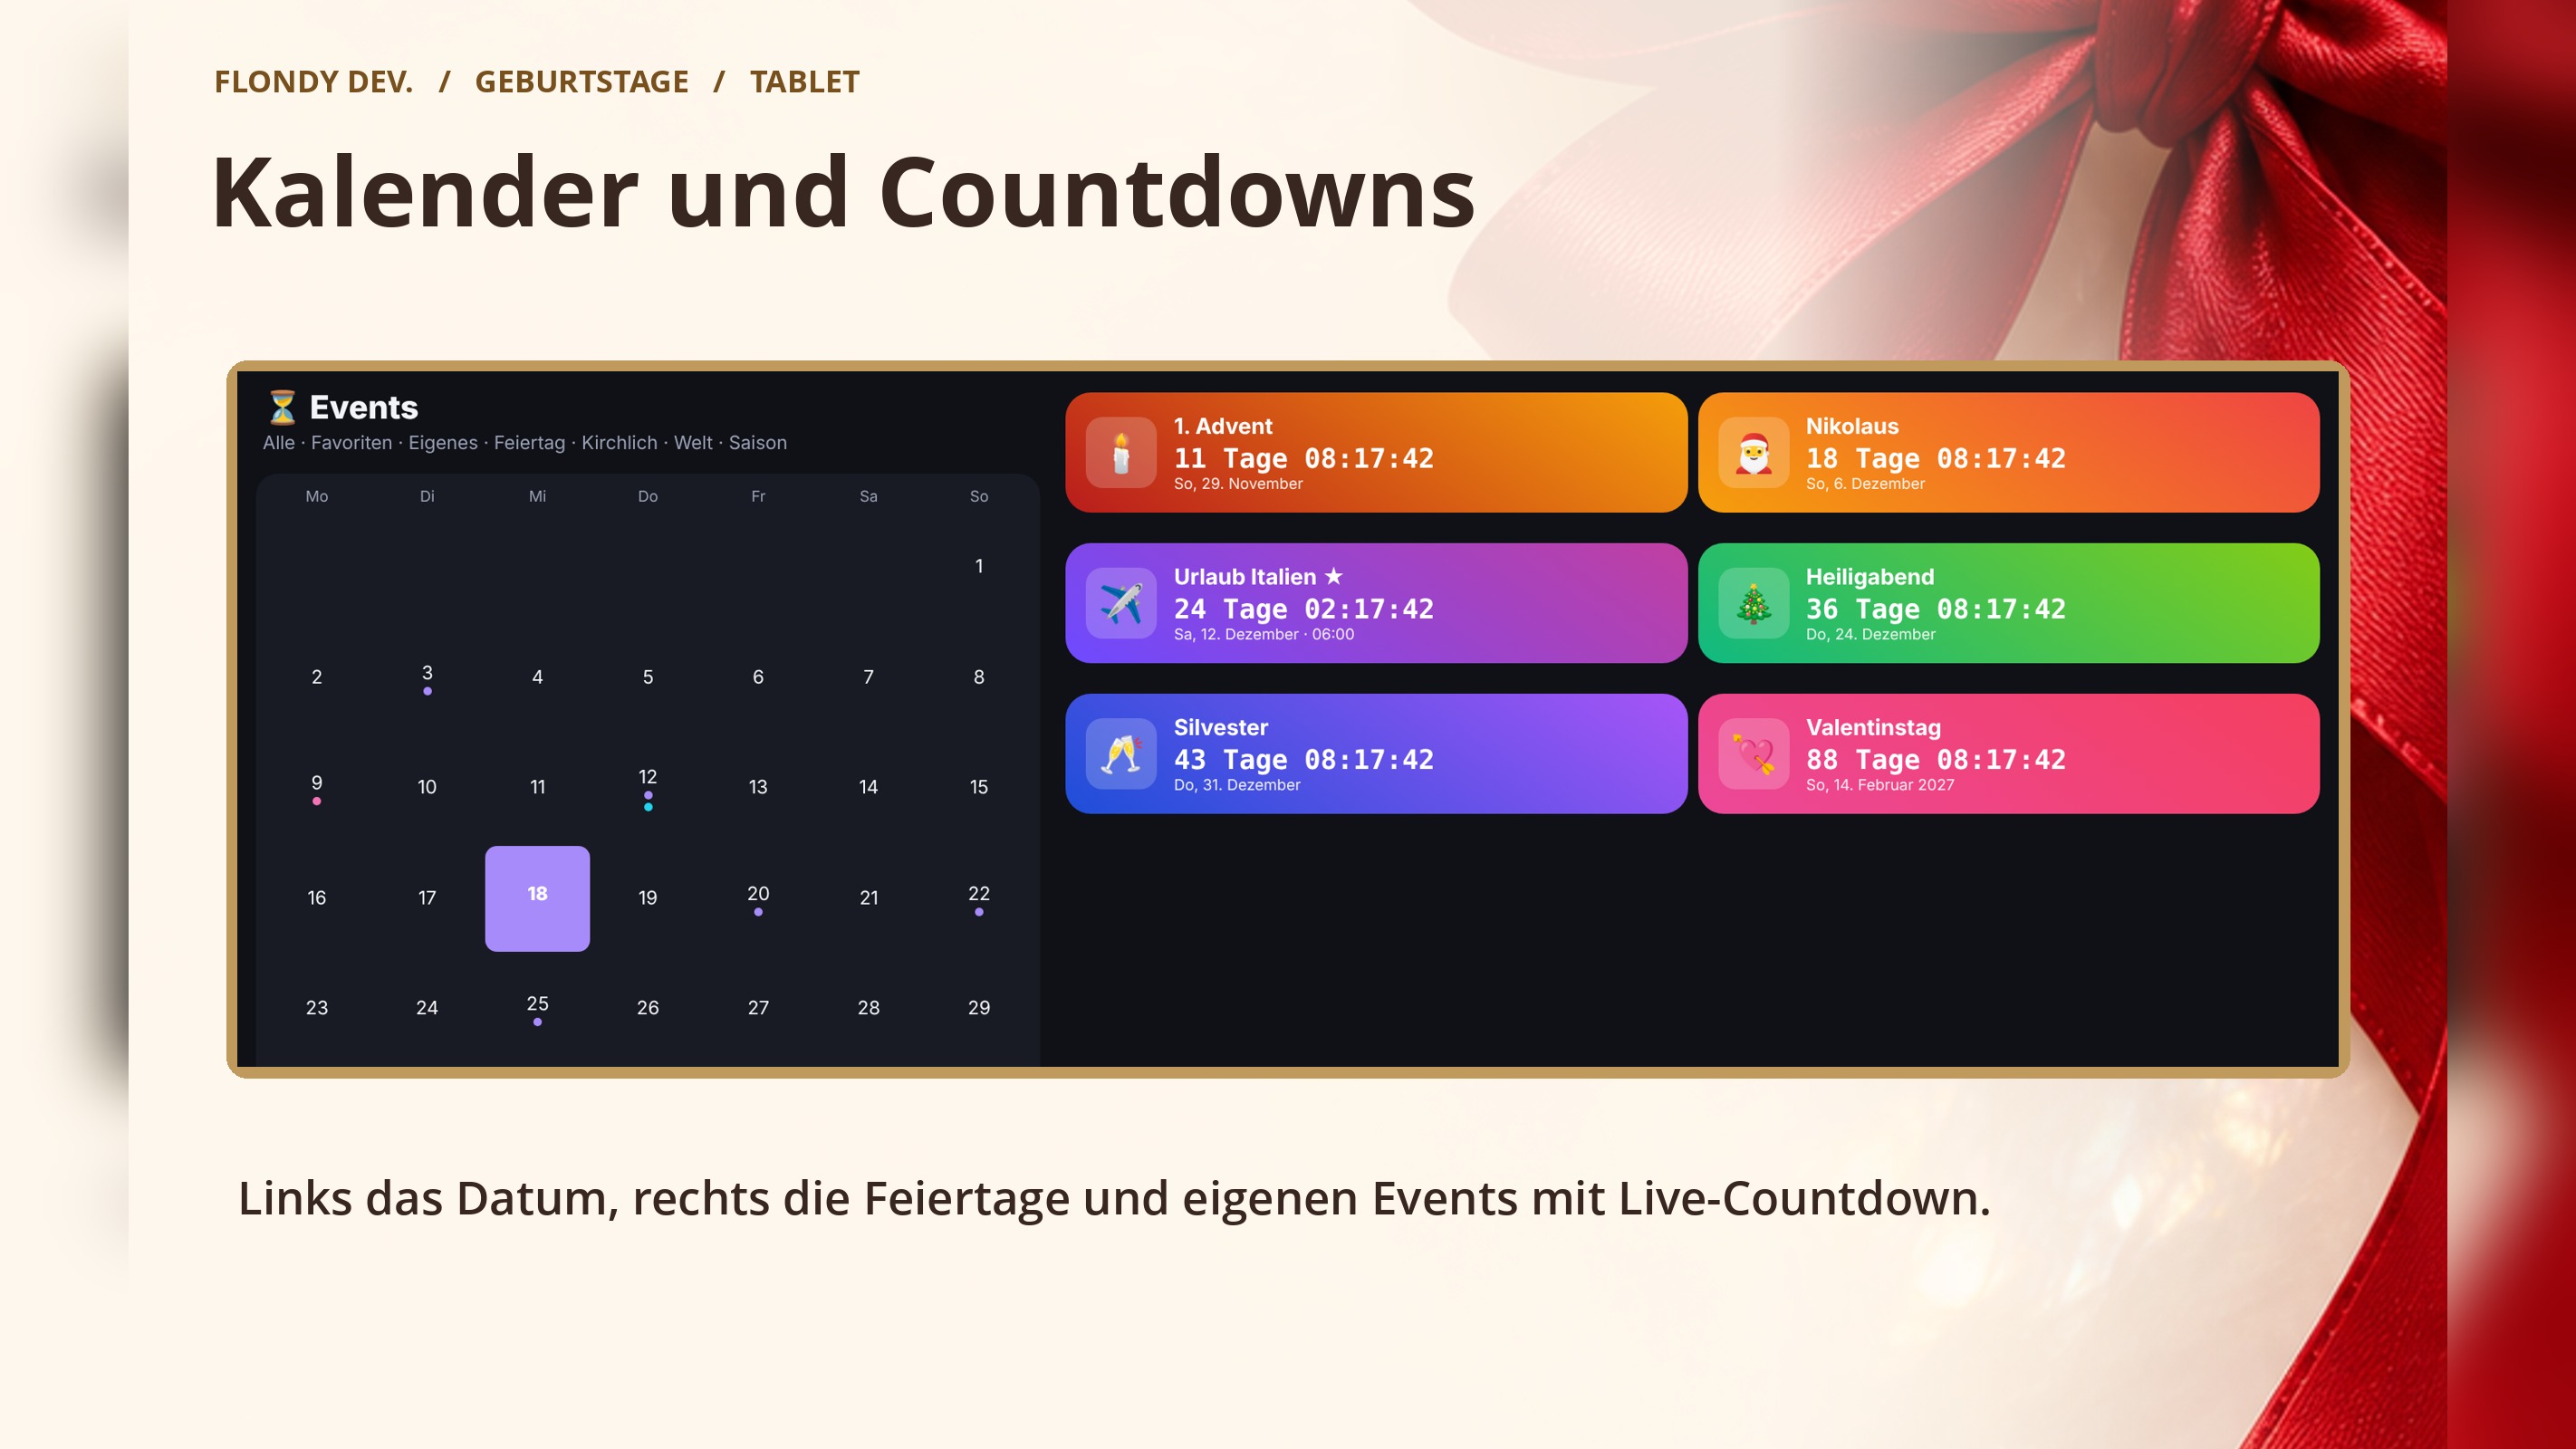 FLONDY DEV. / GEBURTSTAGE / TABLET
Kalender und Countdowns
⏳ Events
Alle · Favoriten · Eigenes · Feiertag · Kirchlich · Welt · Saison
Mo Di Mi Do Fr Sa So
1
2 3 4 5 6 7 8
9 10 11 12 13 14 15
16 17 18 19 20 21 22
23 24 25 26 27 28 29
1. Advent
11 Tage 08:17:42
So, 29. November
Nikolaus
18 Tage 08:17:42
So, 6. Dezember
Urlaub Italien ★
24 Tage 02:17:42
Sa, 12. Dezember · 06:00
Heiligabend
36 Tage 08:17:42
Do, 24. Dezember
Silvester
43 Tage 08:17:42
Do, 31. Dezember
Valentinstag
88 Tage 08:17:42
So, 14. Februar 2027
Links das Datum, rechts die Feiertage und eigenen Events mit Live-Countdown.